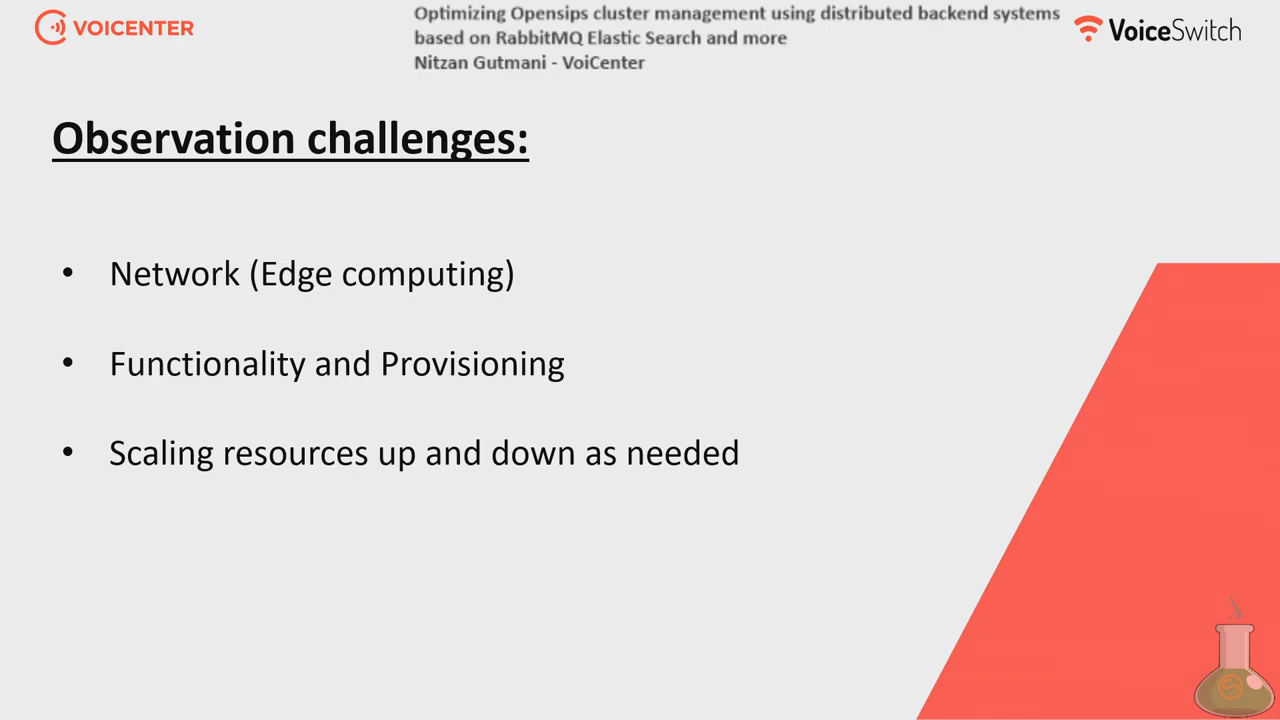 VOICENTER
Optimizing Opensips cluster management using distributed backend systems
based on RabbitMQ Elastic Search and more
Nitzan Gutmani - VoiCenter
VoiceSwitch
Observation challenges:
• Network (Edge computing)
• Functionality and Provisioning
• Scaling resources up and down as needed